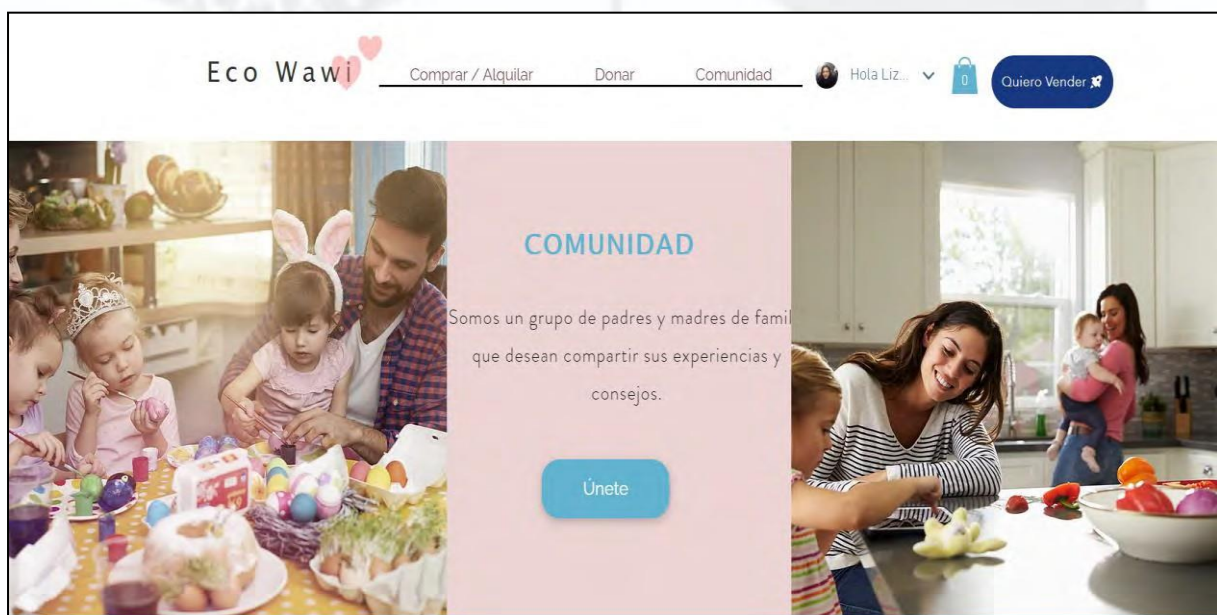 Eco Wawi
Comprar / Alquilar
Donar
Comunidad
Hola Liz...
0
Quiero Vender
COMUNIDAD
Somos un grupo de padres y madres de famil
que desean compartir sus experiencias y
consejos.
Únete